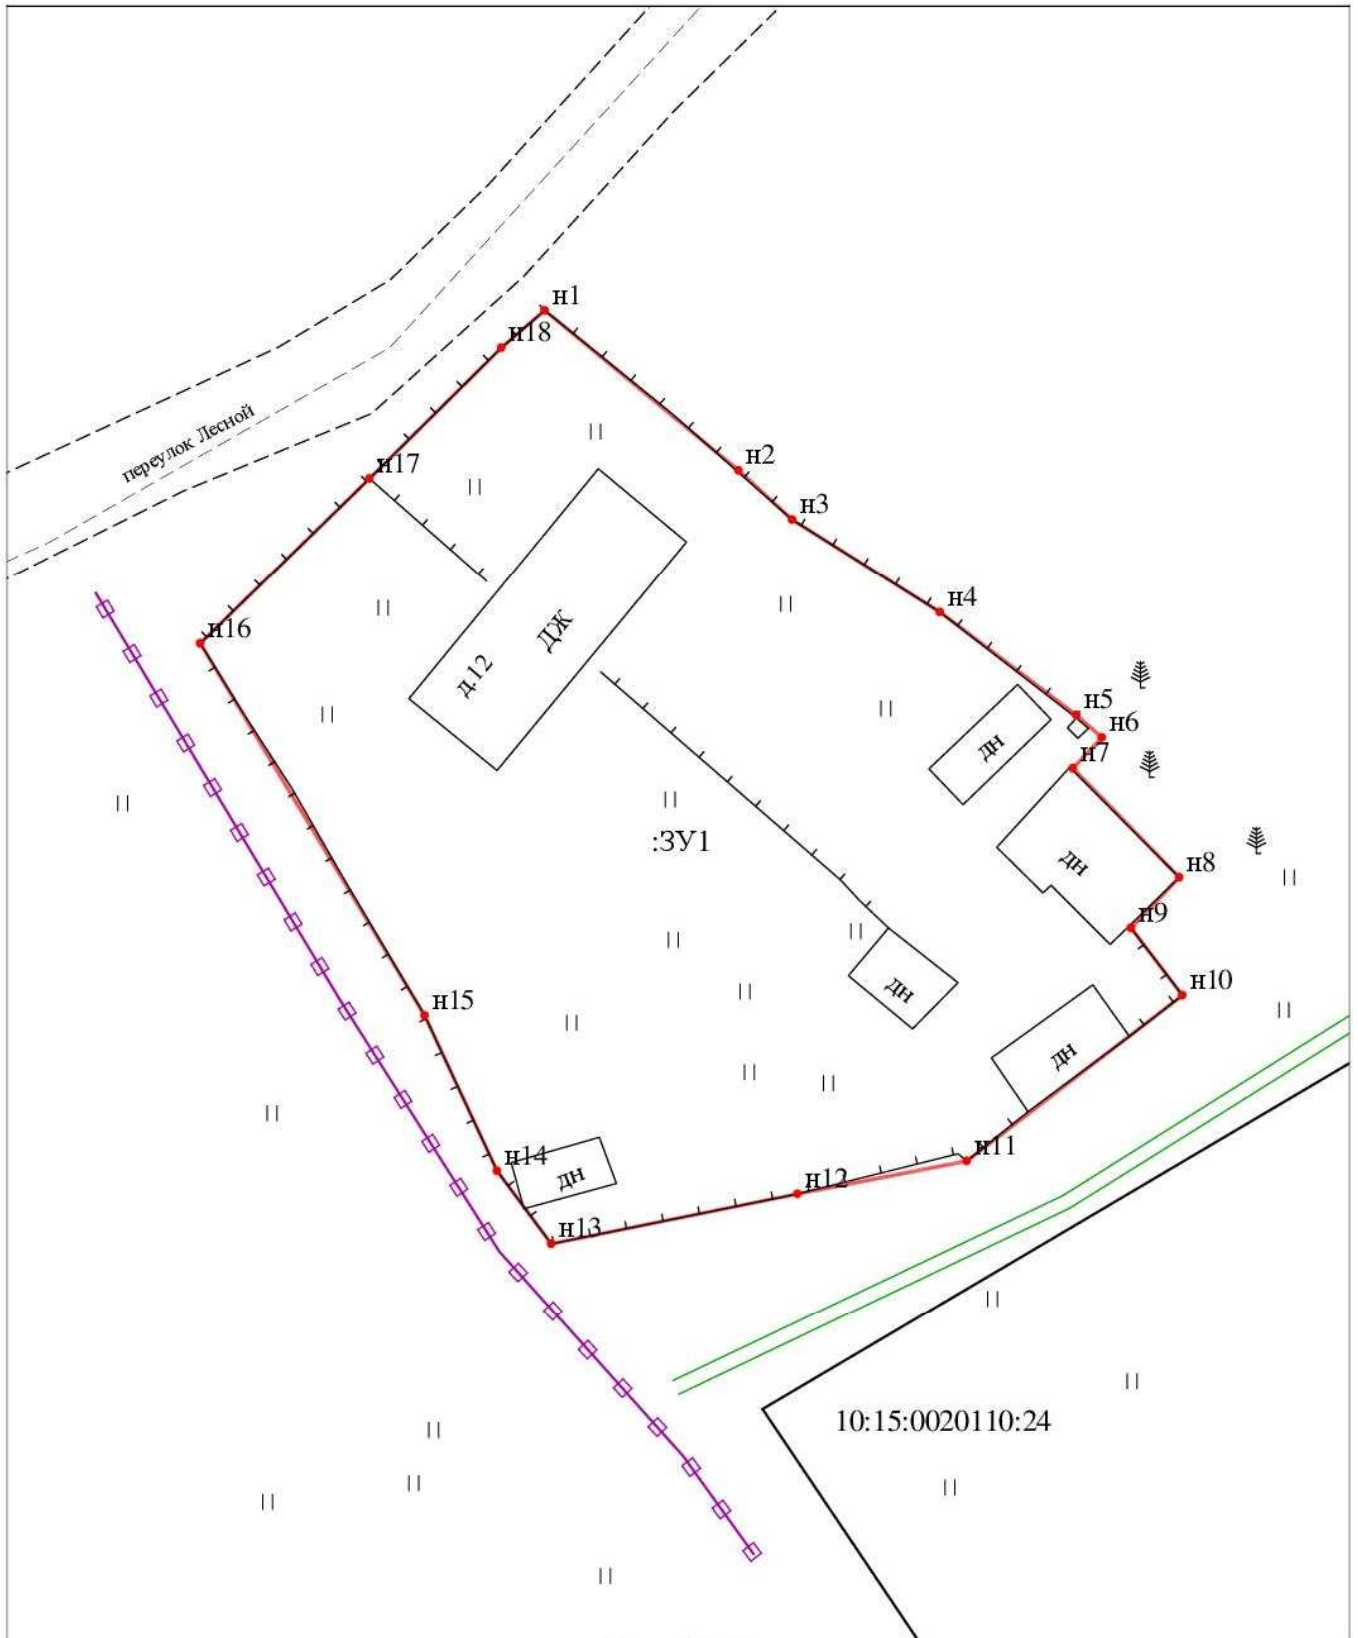 н1
н18
переулок Лесной
н17
н2
н3
н4
д.12
ДЖ
н16
н5
н6
дн
н7
:ЗУ1
дн
н8
н9
дн
н10
н15
дн
н11
н14
дн
н12
н13
10:15:0020110:24